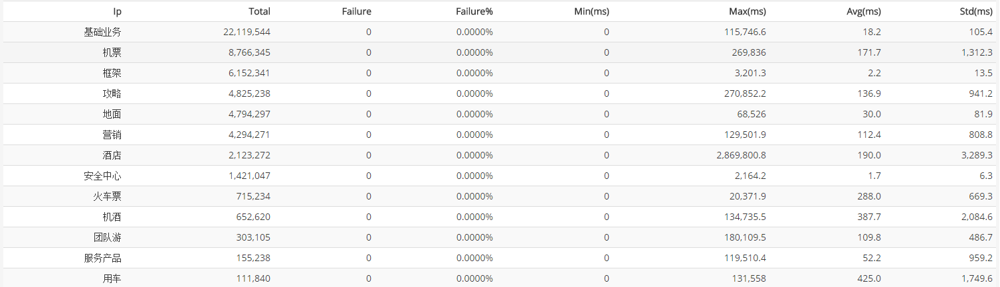 Ip Total Failure Failure% Min(ms) Max(ms) Avg(ms) Std(ms)
基础业务 22,119,544 0 0.0000% 0 115,746.6 18.2 105.4
机票 8,766,345 0 0.0000% 0 269,836 171.7 1,312.3
框架 6,152,341 0 0.0000% 0 3,201.3 2.2 13.5
攻略 4,825,238 0 0.0000% 0 270,852.2 136.9 941.2
地面 4,794,297 0 0.0000% 0 68,526 30.0 81.9
营销 4,294,271 0 0.0000% 0 129,501.9 112.4 808.8
酒店 2,123,272 0 0.0000% 0 2,869,800.8 190.0 3,289.3
安全中心 1,421,047 0 0.0000% 0 2,164.2 1.7 6.3
火车票 715,234 0 0.0000% 0 20,371.9 288.0 669.3
机酒 652,620 0 0.0000% 0 134,735.5 387.7 2,084.6
团队游 303,105 0 0.0000% 0 180,109.5 109.8 486.7
服务产品 155,238 0 0.0000% 0 119,510.4 52.2 959.2
用车 111,840 0 0.0000% 0 131,558 425.0 1,749.6